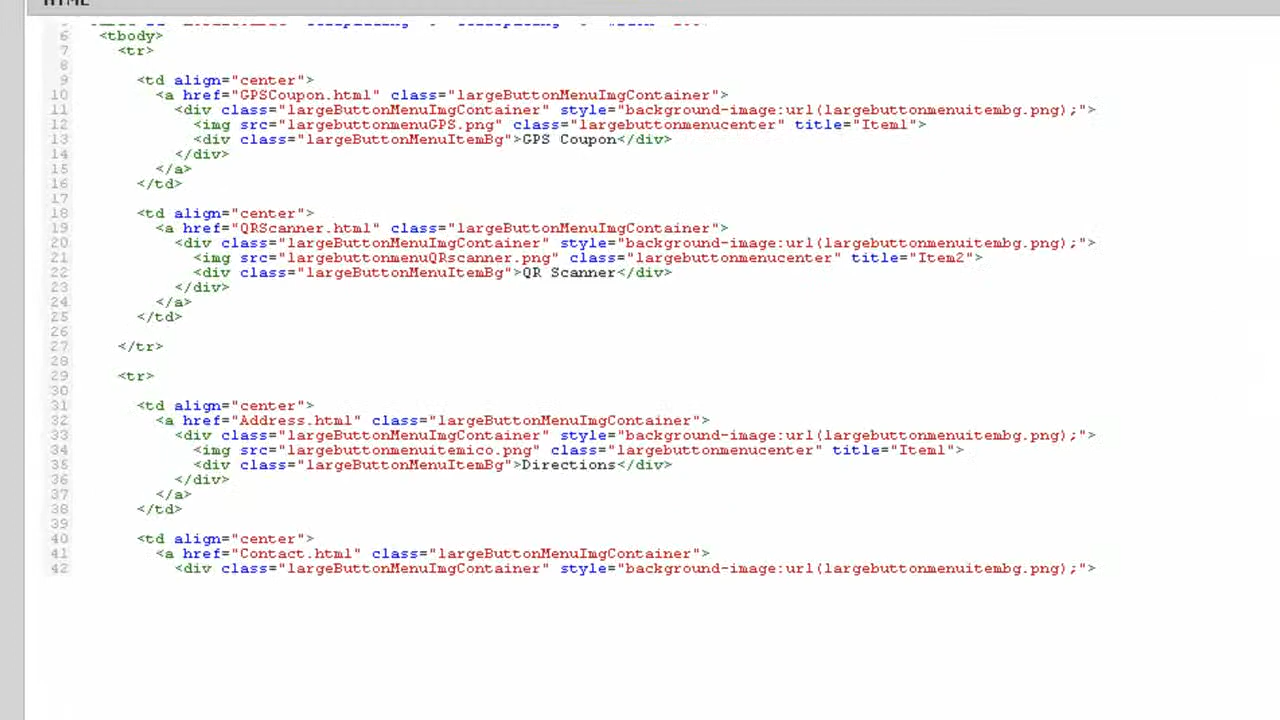 HTML
6 <tbody>
7 <tr>
8
9 <td align="center">
10 <a href="GPSCoupon.html" class="largeButtonMenuImgContainer">
11 <div class="largeButtonMenuImgContainer" style="background-image:url(largebuttonmenuitembg.png);">
12 <img src="largebuttonmenuGPS.png" class="largebuttonmenucenter" title="Item1">
13 <div class="largeButtonMenuItemBg">GPS Coupon</div>
14 </div>
15 </a>
16 </td>
17
18 <td align="center">
19 <a href="QRScanner.html" class="largeButtonMenuImgContainer">
20 <div class="largeButtonMenuImgContainer" style="background-image:url(largebuttonmenuitembg.png);">
21 <img src="largebuttonmenuQRscanner.png" class="largebuttonmenucenter" title="Item2">
22 <div class="largeButtonMenuItemBg">QR Scanner</div>
23 </div>
24 </a>
25 </td>
26
27 </tr>
28
29 <tr>
30
31 <td align="center">
32 <a href="Address.html" class="largeButtonMenuImgContainer">
33 <div class="largeButtonMenuImgContainer" style="background-image:url(largebuttonmenuitembg.png);">
34 <img src="largebuttonmenuitemico.png" class="largebuttonmenucenter" title="Item1">
35 <div class="largeButtonMenuItemBg">Directions</div>
36 </div>
37 </a>
38 </td>
39
40 <td align="center">
41 <a href="Contact.html" class="largeButtonMenuImgContainer">
42 <div class="largeButtonMenuImgContainer" style="background-image:url(largebuttonmenuitembg.png);">